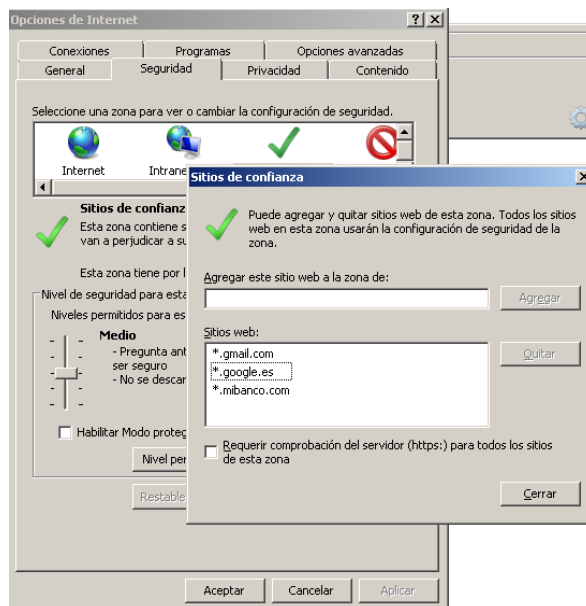 Opciones de Internet
Conexiones Programas Opciones avanzadas
General Seguridad Privacidad Contenido
Seleccione una zona para ver o cambiar la configuración de seguridad.
Internet Intrane
Sitios de confianz
Esta zona contiene s
van a perjudicar a su
Esta zona tiene por l
Nivel de seguridad para esta
Niveles permitidos para es
Medio
- Pregunta ant
ser seguro
- No se descar
Habilitar Modo proteg
Nivel per
Restable
Aceptar Cancelar Aplicar
Sitios de confianza
Puede agregar y quitar sitios web de esta zona. Todos los sitios
web en esta zona usarán la configuración de seguridad de la
zona.
Agregar este sitio web a la zona de:
Agregar
Sitios web:
*.gmail.com
*.google.es
*.mibanco.com
Quitar
Requerir comprobación del servidor (https:) para todos los sitios
de esta zona
Cerrar